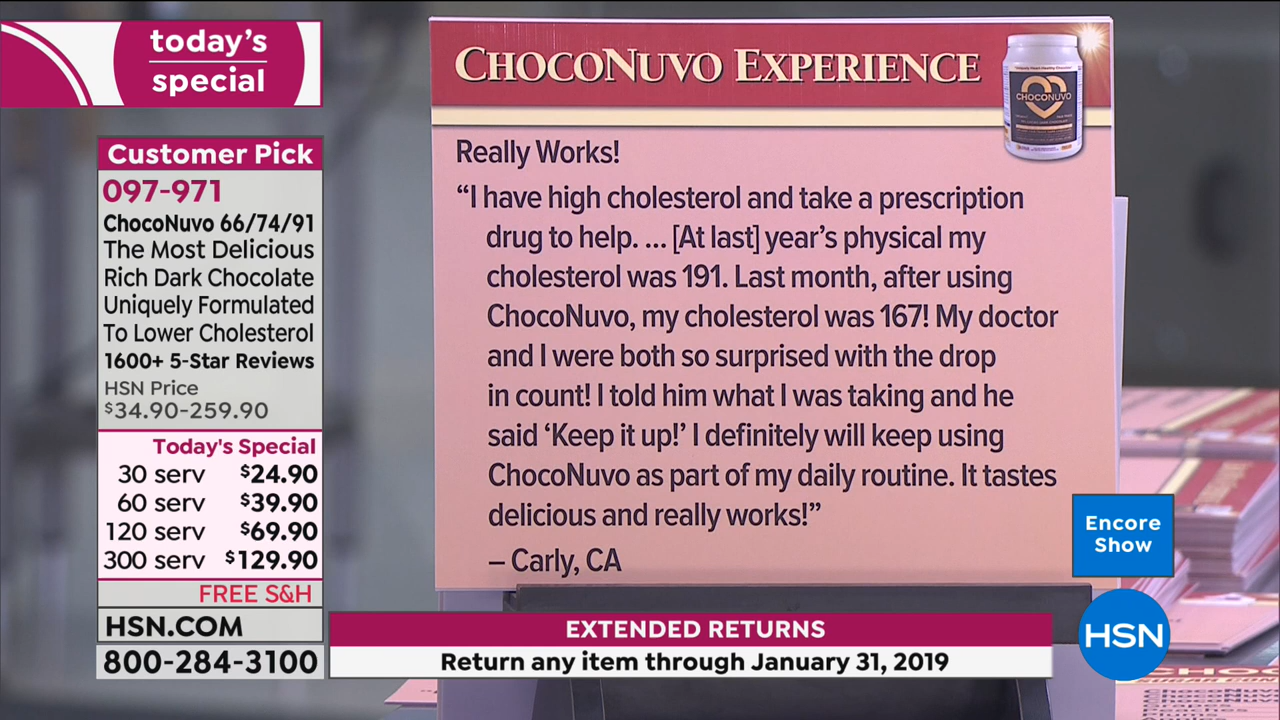 today's
special
Customer Pick
097-971
ChocoNuvo 66/74/91
The Most Delicious
Rich Dark Chocolate
Uniquely Formulated
To Lower Cholesterol
1600+ 5-Star Reviews
HSN Price
$34.90-259.90
Today's Special
30 serv $24.90
60 serv $39.90
120 serv $69.90
300 serv $129.90
FREE S&H
HSN.COM
800-284-3100
CHOCONUVO EXPERIENCE
CHOCONUVO
Really Works!
“I have high cholesterol and take a prescription
drug to help. ... [At last] year’s physical my
cholesterol was 191. Last month, after using
ChocoNuvo, my cholesterol was 167! My doctor
and I were both so surprised with the drop
in count! I told him what I was taking and he
said ‘Keep it up!’ I definitely will keep using
ChocoNuvo as part of my daily routine. It tastes
delicious and really works!”
– Carly, CA
Encore
Show
HSN
EXTENDED RETURNS
Return any item through January 31, 2019